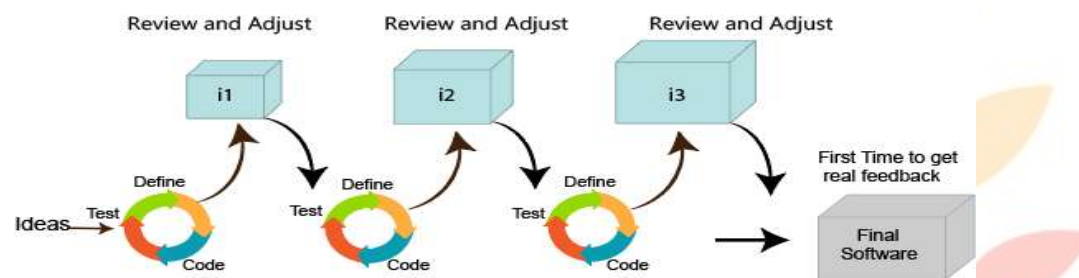 Review and Adjust
Review and Adjust
Review and Adjust
i1
i2
i3
First Time to get
real feedback
Define
Define
Define
Test
Test
Test
Ideas
Code
Code
Code
Final
Software